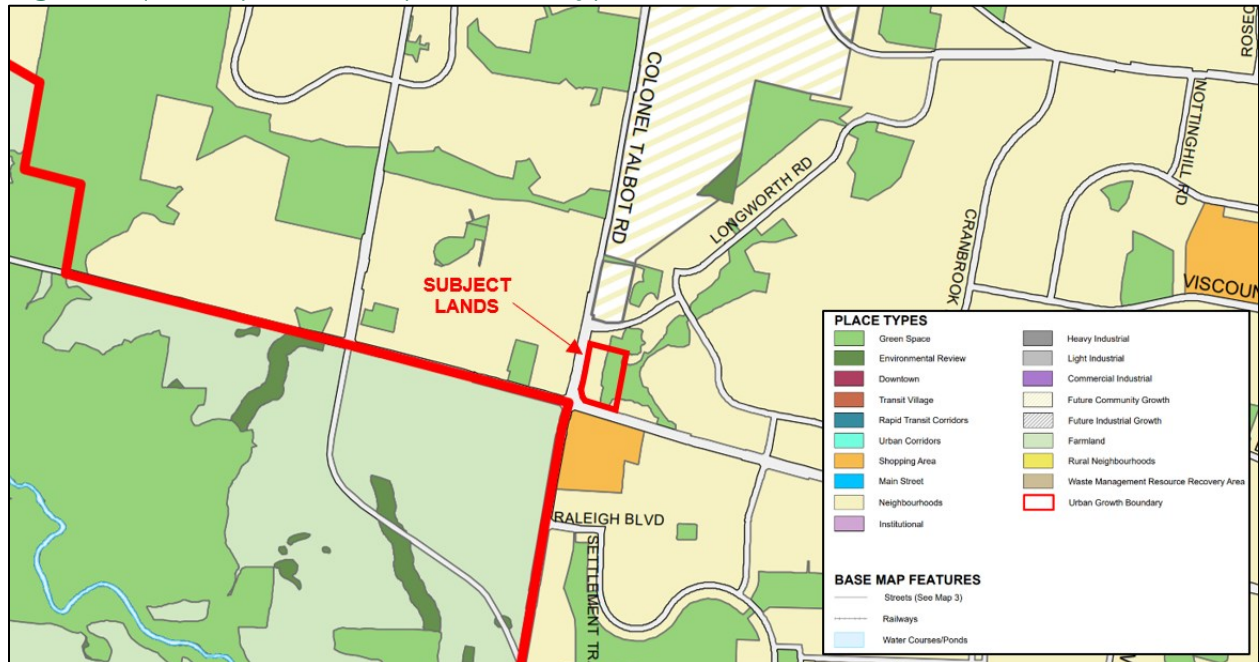 COLONEL TALBOT RD
LONGWORTH RD
CRANBROOK
NOTTINGHILL RD
VISCOUN
SUBJECT
LANDS
RALEIGH BLVD
SETTLEMENT TR
PLACE TYPES
Green Space
Environmental Review
Downtown
Transit Village
Rapid Transit Corridors
Urban Corridors
Shopping Area
Main Street
Neighbourhoods
Institutional
Heavy Industrial
Light Industrial
Commercial Industrial
Future Community Growth
Future Industrial Growth
Farmland
Rural Neighbourhoods
Waste Management Resource Recovery Area
Urban Growth Boundary
BASE MAP FEATURES
Streets (See Map 3)
Railways
Water Courses/Ponds